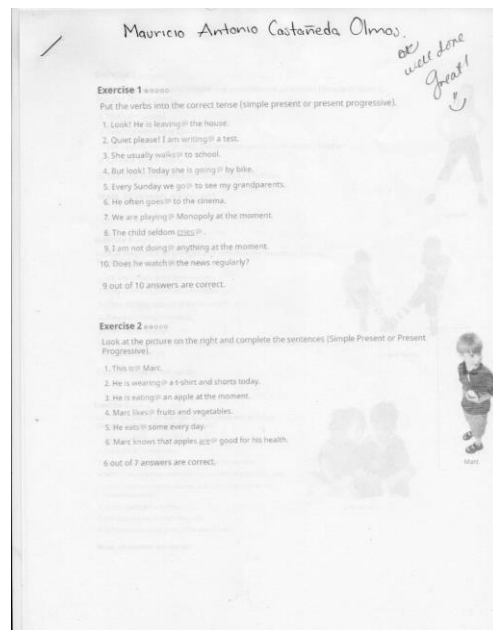 Mauricio Antonio Castañeda Olmos.
ok
well done
Great!
Exercise 1
Put the verbs into the correct tense (simple present or present progressive).
1. Look! He is leaving the house.
2. Quiet please! I am writing a test.
3. She usually walks to school.
4. But look! Today she is going by bike.
5. Every Sunday we go to see my grandparents.
6. He often goes to the cinema.
7. We are playing Monopoly at the moment.
8. The child seldom cries .
9. I am not doing anything at the moment.
10. Does he watch the news regularly?
9 out of 10 answers are correct.
Exercise 2
Look at the picture on the right and complete the sentences (Simple Present or Present
Progressive).
1. This is Marc.
2. He is wearing a t-shirt and shorts today.
3. He is eating an apple at the moment.
4. Marc likes fruits and vegetables.
5. He eats some every day.
6. Marc knows that apples are good for his health.
Marc
6 out of 7 answers are correct.